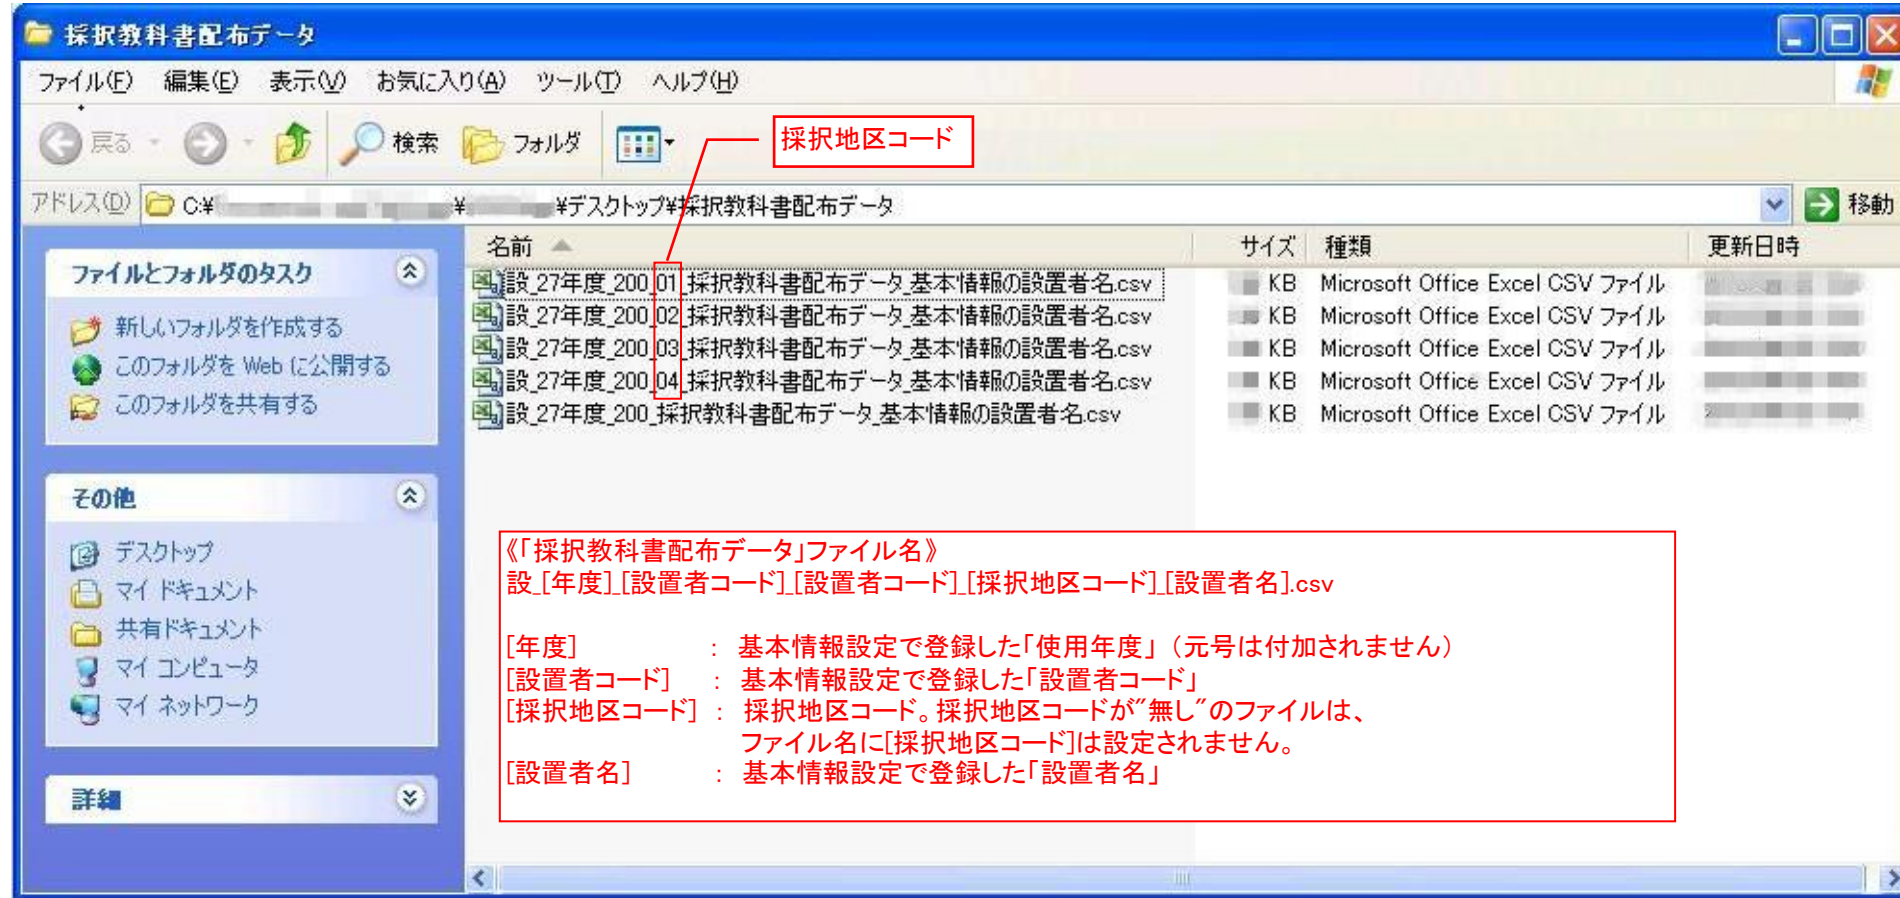 採択教科書配布データ
ファイル(F) 編集(E) 表示(V) お気に入り(A) ツール(T) ヘルプ(H)
戻る 検索 フォルダ
採択地区コード
アドレス(D) C:¥ ¥ ¥デスクトップ¥採択教科書配布データ 移動
名前 サイズ 種類 更新日時
ファイルとフォルダのタスク
新しいフォルダを作成する
このフォルダを Web に公開する
このフォルダを共有する
その他
デスクトップ
マイ ドキュメント
共有ドキュメント
マイ コンピュータ
マイ ネットワーク
詳細
設_27年度_200_01_採択教科書配布データ_基本情報の設置者名.csv KB Microsoft Office Excel CSV ファイル
設_27年度_200_02_採択教科書配布データ_基本情報の設置者名.csv KB Microsoft Office Excel CSV ファイル
設_27年度_200_03_採択教科書配布データ_基本情報の設置者名.csv KB Microsoft Office Excel CSV ファイル
設_27年度_200_04_採択教科書配布データ_基本情報の設置者名.csv KB Microsoft Office Excel CSV ファイル
設_27年度_200_採択教科書配布データ_基本情報の設置者名.csv KB Microsoft Office Excel CSV ファイル
《「採択教科書配布データ」ファイル名》
設_[年度]_[設置者コード]_[設置者コード]_[採択地区コード]_[設置者名].csv
[年度] : 基本情報設定で登録した「使用年度」（元号は付加されません）
[設置者コード] : 基本情報設定で登録した「設置者コード」
[採択地区コード] : 採択地区コード。採択地区コードが"無し"のファイルは、
ファイル名に[採択地区コード]は設定されません。
[設置者名] : 基本情報設定で登録した「設置者名」